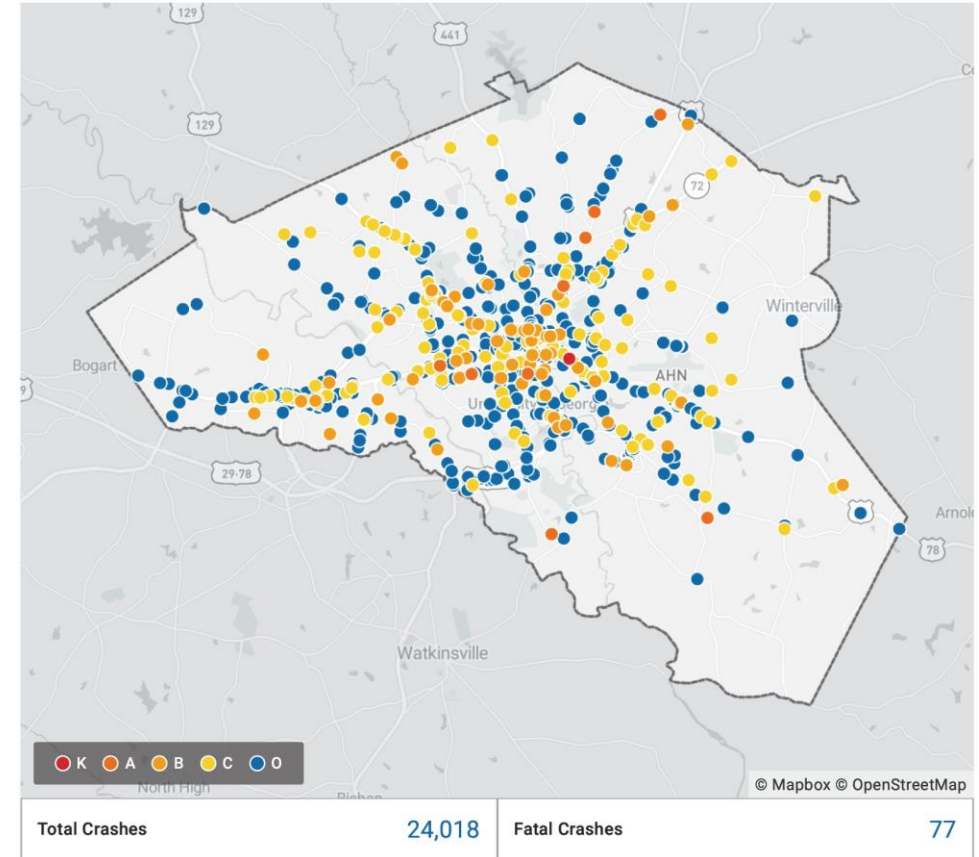 129
441
129
72
Winterville
Bogart
AHN
29-78
78
Watkinsville
K A B C O
North High
© Mapbox © OpenStreetMap
Total Crashes 24,018 Fatal Crashes 77